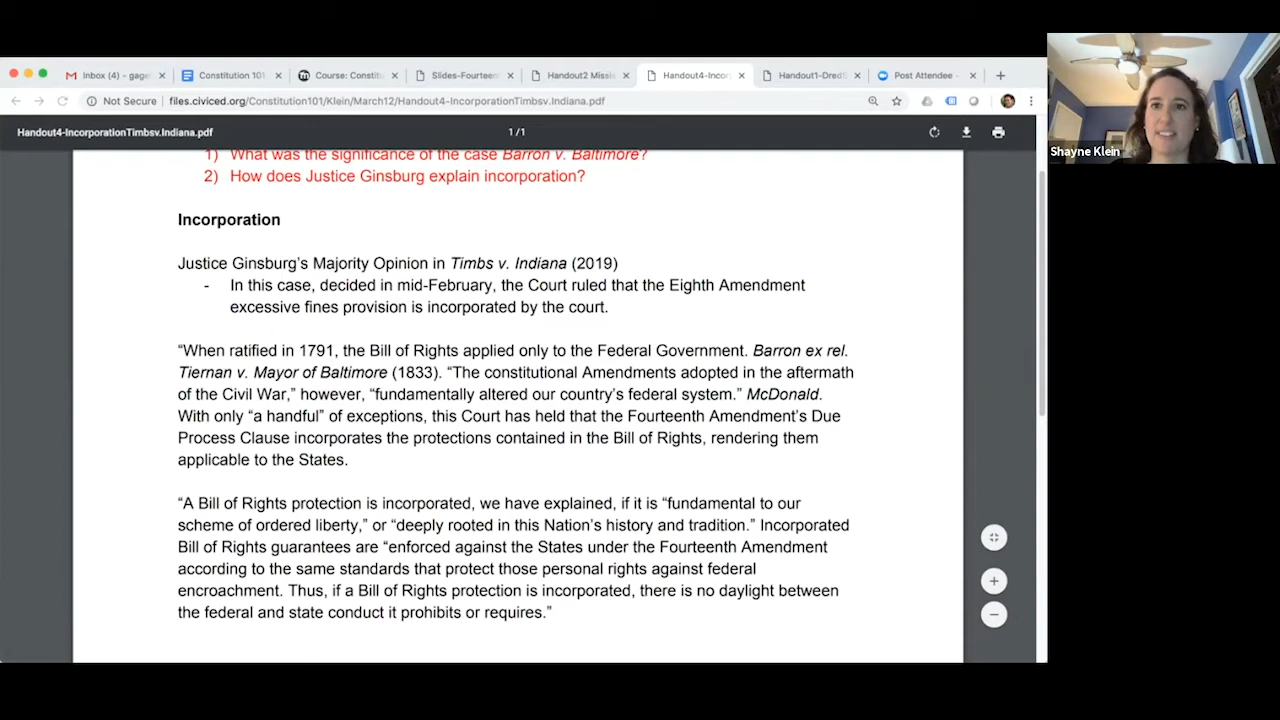 Inbox (4) - gage
Constitution 101
Course: Constit
Slides-Fourteen
Handout2 Missi
Handout4-Incor
Handout1-DredS
Post Attendee -
Not Secure
files.civiced.org/Constitution101/Klein/March12/Handout4-IncorporationTimbsv.Indiana.pdf
Handout4-IncorporationTimbsv.Indiana.pdf
1/1
Shayne Klein
1) What was the significance of the case Barron v. Baltimore?
2) How does Justice Ginsburg explain incorporation?
Incorporation
Justice Ginsburg’s Majority Opinion in Timbs v. Indiana (2019)
- In this case, decided in mid-February, the Court ruled that the Eighth Amendment
excessive fines provision is incorporated by the court.
“When ratified in 1791, the Bill of Rights applied only to the Federal Government. Barron ex rel.
Tiernan v. Mayor of Baltimore (1833). “The constitutional Amendments adopted in the aftermath
of the Civil War,” however, “fundamentally altered our country’s federal system.” McDonald.
With only “a handful” of exceptions, this Court has held that the Fourteenth Amendment’s Due
Process Clause incorporates the protections contained in the Bill of Rights, rendering them
applicable to the States.
“A Bill of Rights protection is incorporated, we have explained, if it is “fundamental to our
scheme of ordered liberty,” or “deeply rooted in this Nation’s history and tradition.” Incorporated
Bill of Rights guarantees are “enforced against the States under the Fourteenth Amendment
according to the same standards that protect those personal rights against federal
encroachment. Thus, if a Bill of Rights protection is incorporated, there is no daylight between
the federal and state conduct it prohibits or requires.”